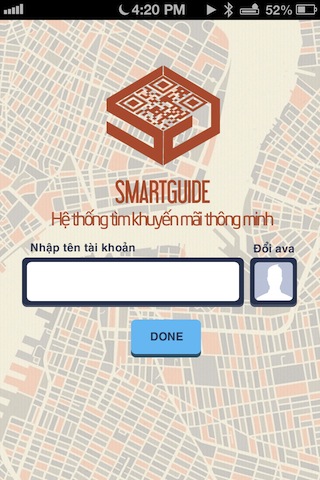 4:20 PM 52%
SMARTGUIDE
Hệ thống tìm khuyến mãi thông minh
Nhập tên tài khoản
Đổi ava
DONE